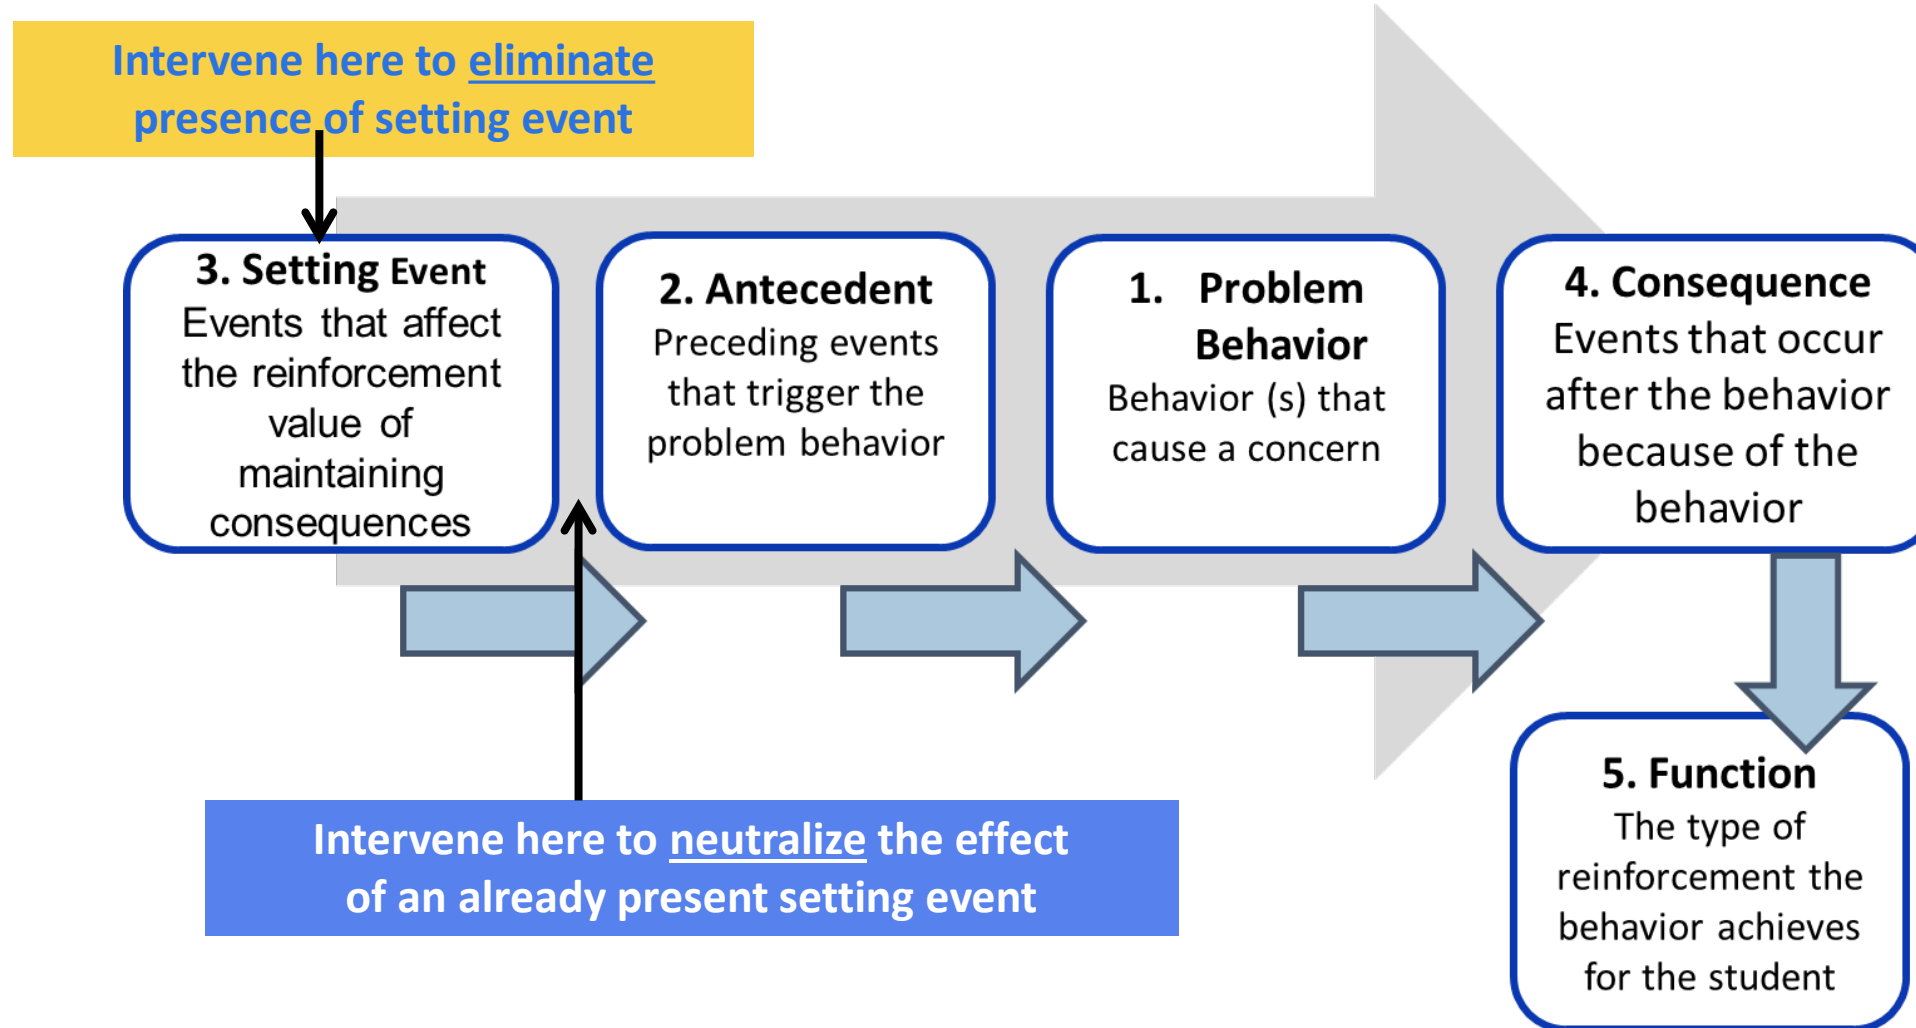 Intervene here to eliminate
presence of setting event
3. Setting Event
Events that affect
the reinforcement
value of
maintaining
consequences
2. Antecedent
Preceding events
that trigger the
problem behavior
1. Problem
Behavior
Behavior (s) that
cause a concern
4. Consequence
Events that occur
after the behavior
because of the
behavior
Intervene here to neutralize the effect
of an already present setting event
5. Function
The type of
reinforcement the
behavior achieves
for the student